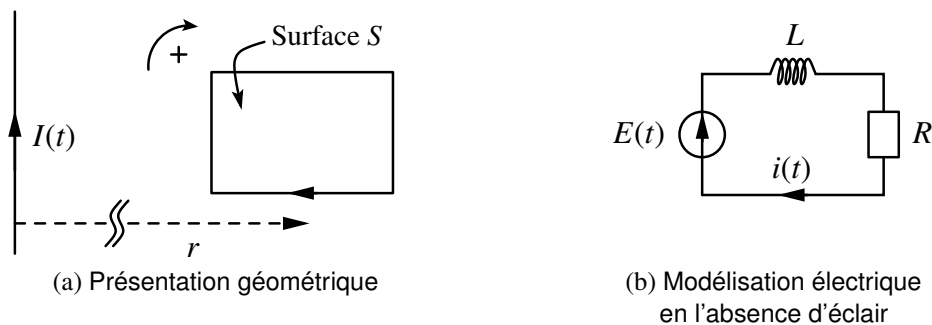 Surface S
+
I(t)
r
(a) Présentation géométrique
L
E(t)
R
i(t)
(b) Modélisation électrique
en l'absence d'éclair